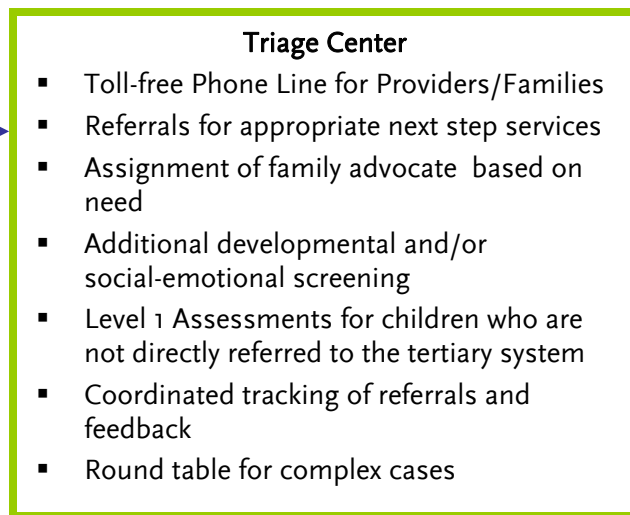 Triage Center
▪ Toll-free Phone Line for Providers/Families
▪ Referrals for appropriate next step services
▪ Assignment of family advocate based on
need
▪ Additional developmental and/or
social-emotional screening
▪ Level 1 Assessments for children who are
not directly referred to the tertiary system
▪ Coordinated tracking of referrals and
feedback
▪ Round table for complex cases